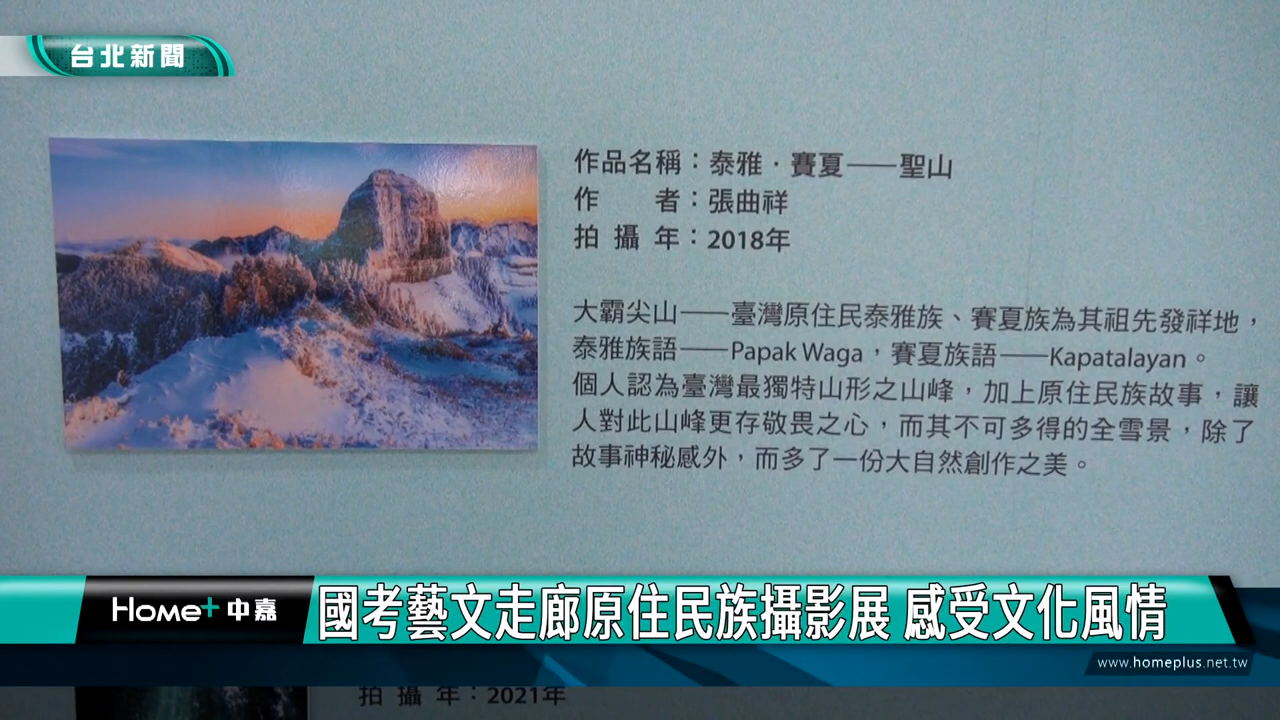 台北新聞
作品名稱：泰雅．賽夏——聖山
作　　者：張曲祥
拍 攝 年：2018年
大霸尖山——臺灣原住民泰雅族、賽夏族為其祖先發祥地，
泰雅族語——Papak Waga，賽夏族語——Kapatalayan。
個人認為臺灣最獨特山形之山峰，加上原住民族故事，讓
人對此山峰更存敬畏之心，而其不可多得的全雪景，除了
故事神秘感外，而多了一份大自然創作之美。
Home+ 中嘉
國考藝文走廊原住民族攝影展 感受文化風情
www.homeplus.net.tw
拍 攝 年：2021年